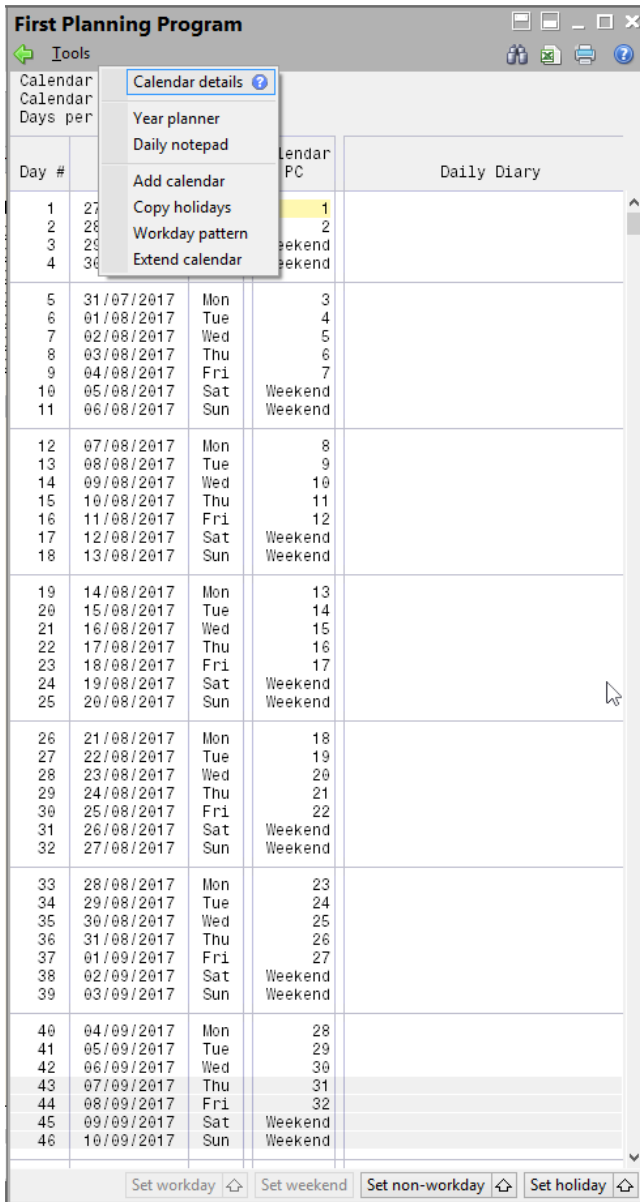 First Planning Program
Tools
Calendar
Calendar
Days per
Calendar details
Year planner
Daily notepad
Add calendar
Copy holidays
Workday pattern
Extend calendar
Day # PC Daily Diary
1 27 1
2 28 2
3 29
4 30
5 31/07/2017 Mon 3
6 01/08/2017 Tue 4
7 02/08/2017 Wed 5
8 03/08/2017 Thu 6
9 04/08/2017 Fri 7
10 05/08/2017 Sat Weekend
11 06/08/2017 Sun Weekend
12 07/08/2017 Mon 8
13 08/08/2017 Tue 9
14 09/08/2017 Wed 10
15 10/08/2017 Thu 11
16 11/08/2017 Fri 12
17 12/08/2017 Sat Weekend
18 13/08/2017 Sun Weekend
19 14/08/2017 Mon 13
20 15/08/2017 Tue 14
21 16/08/2017 Wed 15
22 17/08/2017 Thu 16
23 18/08/2017 Fri 17
24 19/08/2017 Sat Weekend
25 20/08/2017 Sun Weekend
26 21/08/2017 Mon 18
27 22/08/2017 Tue 19
28 23/08/2017 Wed 20
29 24/08/2017 Thu 21
30 25/08/2017 Fri 22
31 26/08/2017 Sat Weekend
32 27/08/2017 Sun Weekend
33 28/08/2017 Mon 23
34 29/08/2017 Tue 24
35 30/08/2017 Wed 25
36 31/08/2017 Thu 26
37 01/09/2017 Fri 27
38 02/09/2017 Sat Weekend
39 03/09/2017 Sun Weekend
40 04/09/2017 Mon 28
41 05/09/2017 Tue 29
42 06/09/2017 Wed 30
43 07/09/2017 Thu 31
44 08/09/2017 Fri 32
45 09/09/2017 Sat Weekend
46 10/09/2017 Sun Weekend
Set workday Set weekend Set non-workday Set holiday